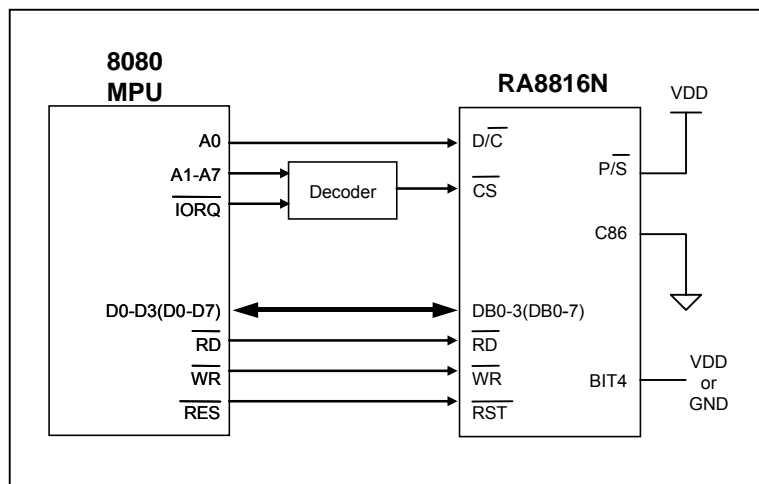 8080
MPU
A0
A1-A7
IORQ
D0-D3(D0-D7)
RD
WR
RES
Decoder
RA8816N
D/C
CS
DB0-3(DB0-7)
RD
WR
RST
P/S
C86
BIT4
VDD
VDD
or
GND